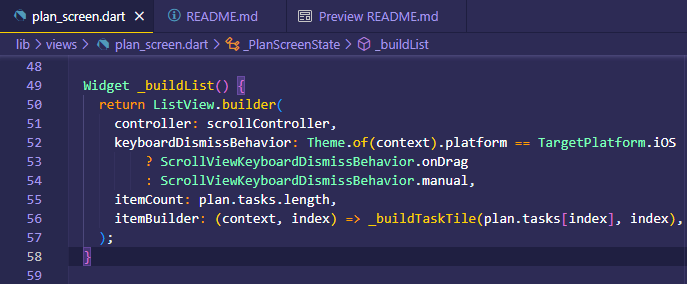 plan_screen.dart README.md Preview README.md
lib > views > plan_screen.dart > _PlanScreenState > _buildList
48
49 Widget _buildList() {
50 return ListView.builder(
51 controller: scrollController,
52 keyboardDismissBehavior: Theme.of(context).platform == TargetPlatform.iOS
53 ? ScrollViewKeyboardDismissBehavior.onDrag
54 : ScrollViewKeyboardDismissBehavior.manual,
55 itemCount: plan.tasks.length,
56 itemBuilder: (context, index) => _buildTaskTile(plan.tasks[index], index),
57 );
58 }
59